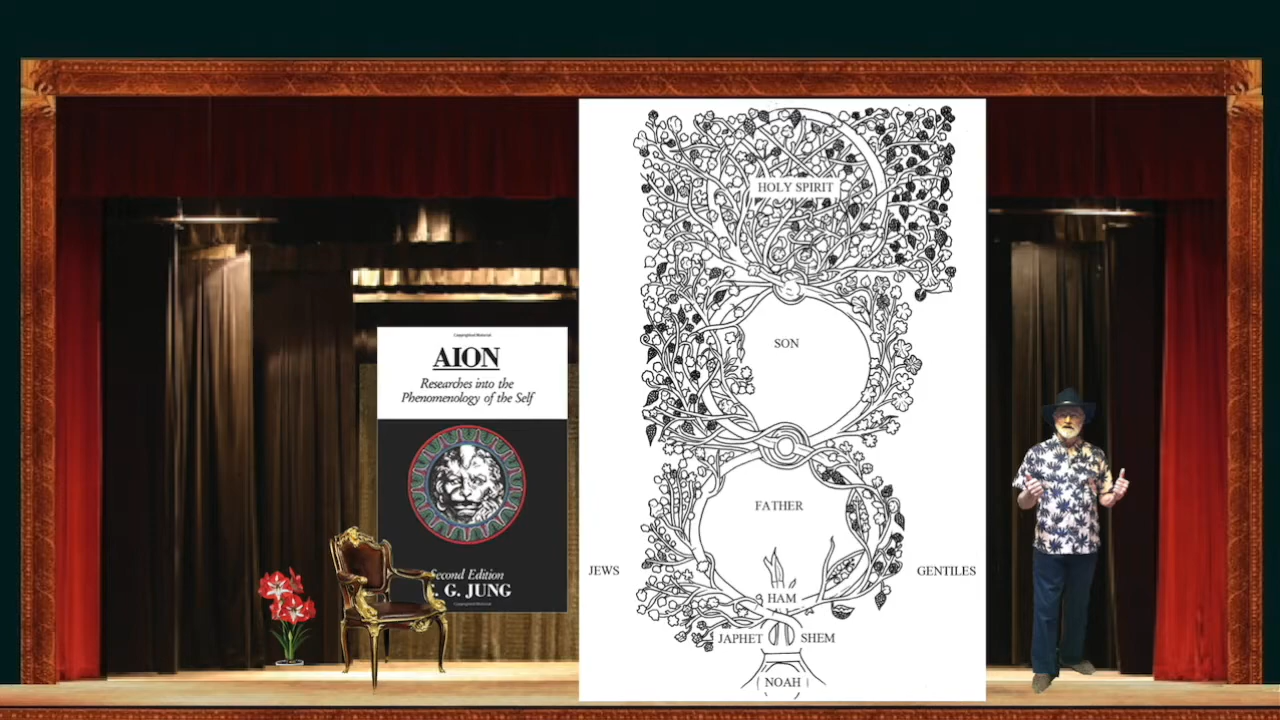 AION
Researches into the
Phenomenology of the Self
Second Edition
. G. JUNG
HOLY SPIRIT
SON
FATHER
JEWS
GENTILES
HAM
JAPHET
SHEM
NOAH